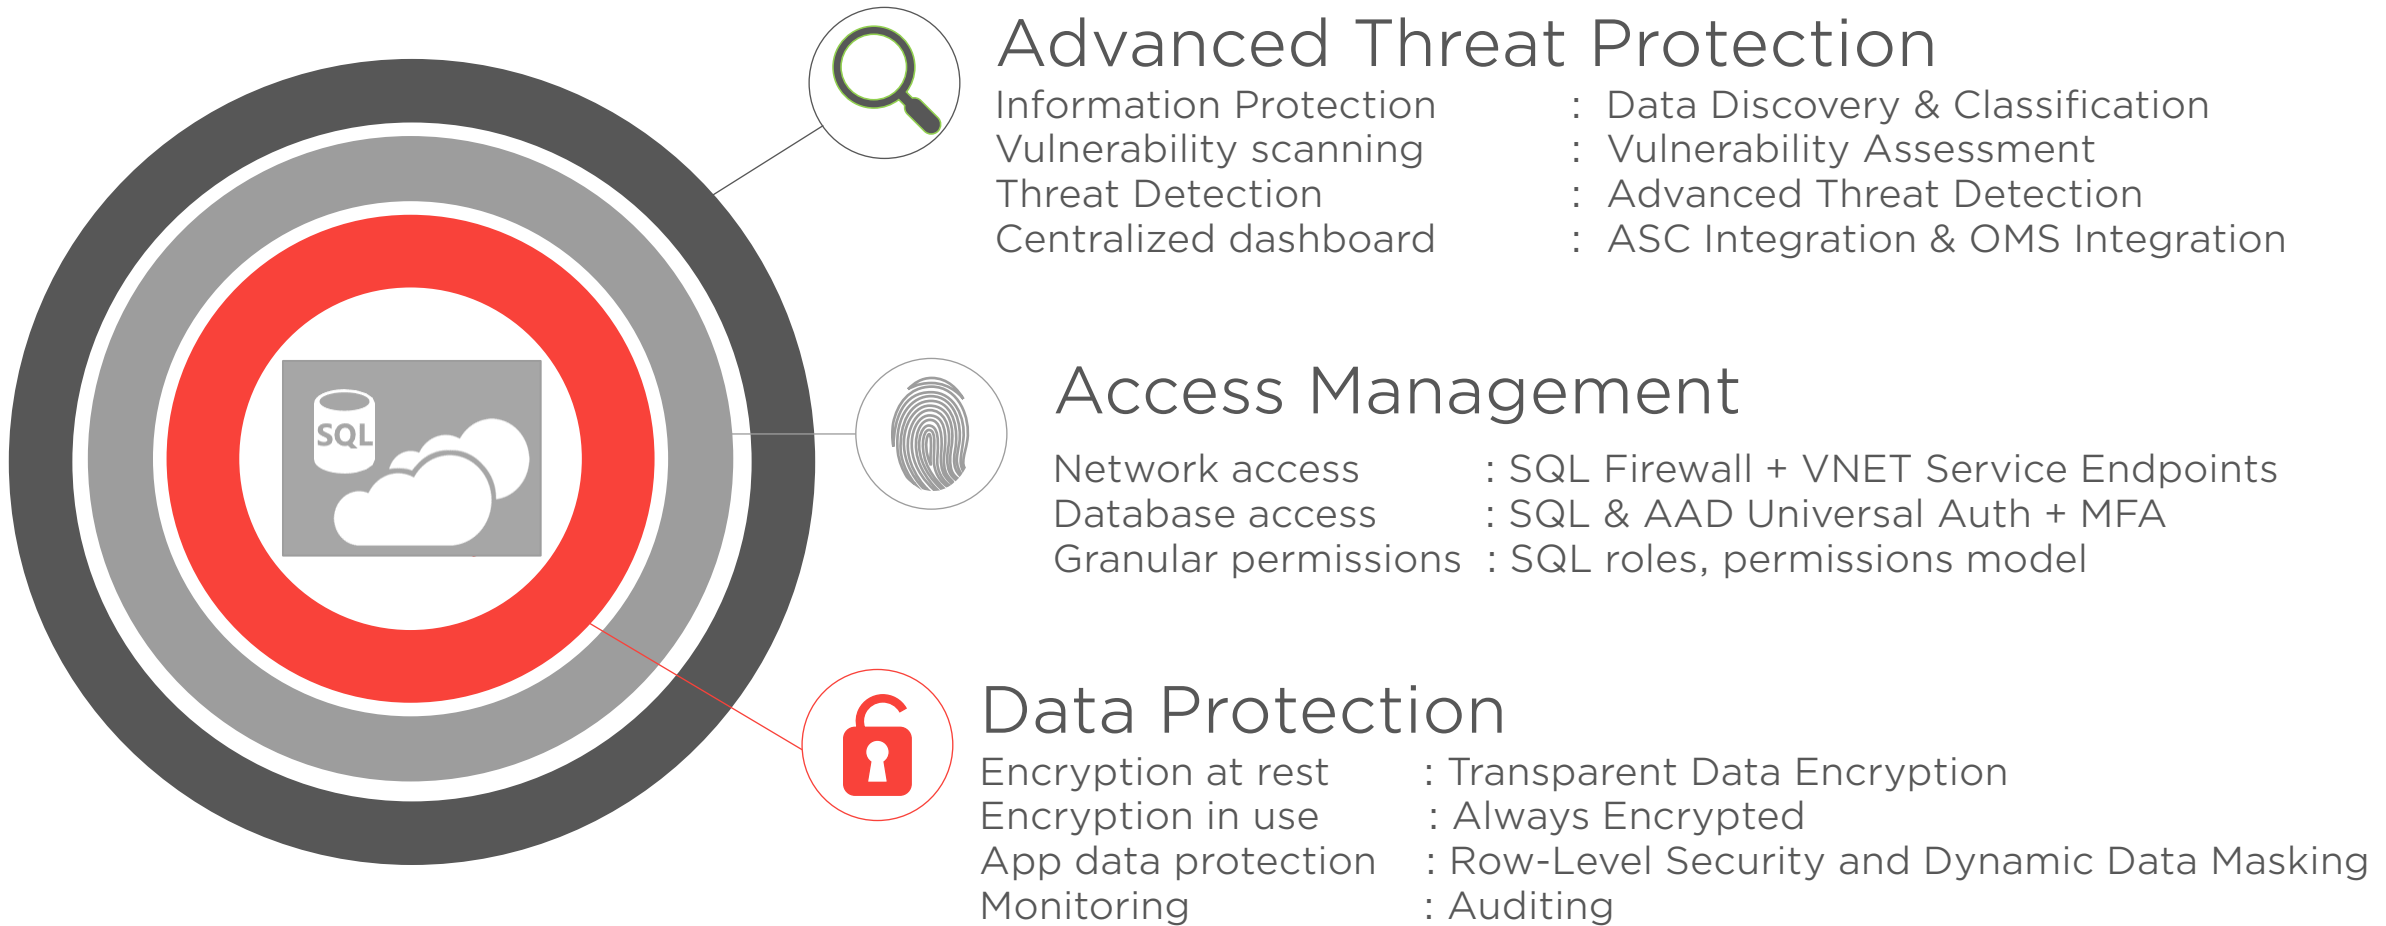 Advanced Threat Protection
Information Protection : Data Discovery & Classification
Vulnerability scanning : Vulnerability Assessment
Threat Detection : Advanced Threat Detection
Centralized dashboard : ASC Integration & OMS Integration
SQL
Access Management
Network access : SQL Firewall + VNET Service Endpoints
Database access : SQL & AAD Universal Auth + MFA
Granular permissions : SQL roles, permissions model
Data Protection
Encryption at rest : Transparent Data Encryption
Encryption in use : Always Encrypted
App data protection : Row-Level Security and Dynamic Data Masking
Monitoring : Auditing